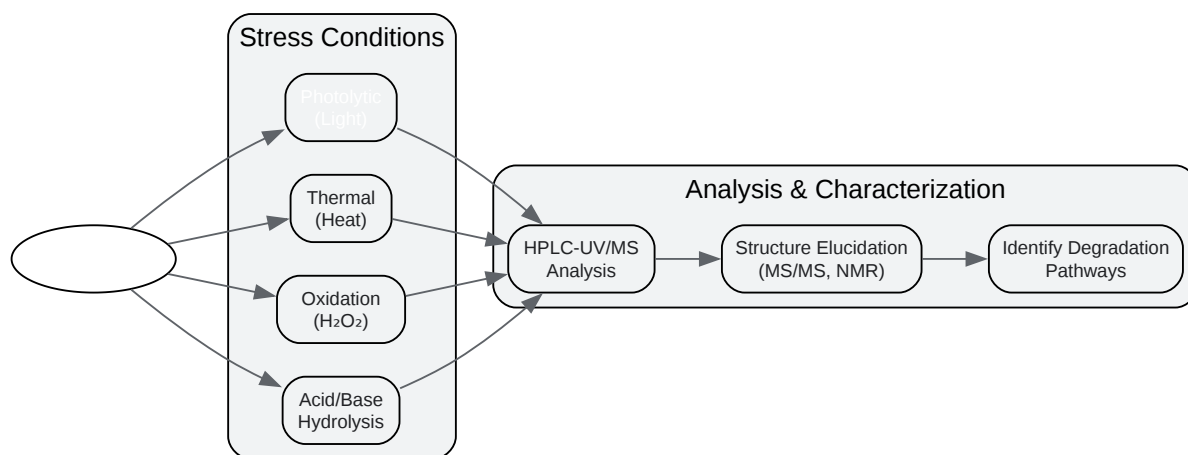 Stress Conditions
Photolytic
(Light)
Thermal
(Heat)
Oxidation
(H₂O₂)
Acid/Base
Hydrolysis
Analysis & Characterization
HPLC-UV/MS
Analysis
Structure Elucidation
(MS/MS, NMR)
Identify Degradation
Pathways